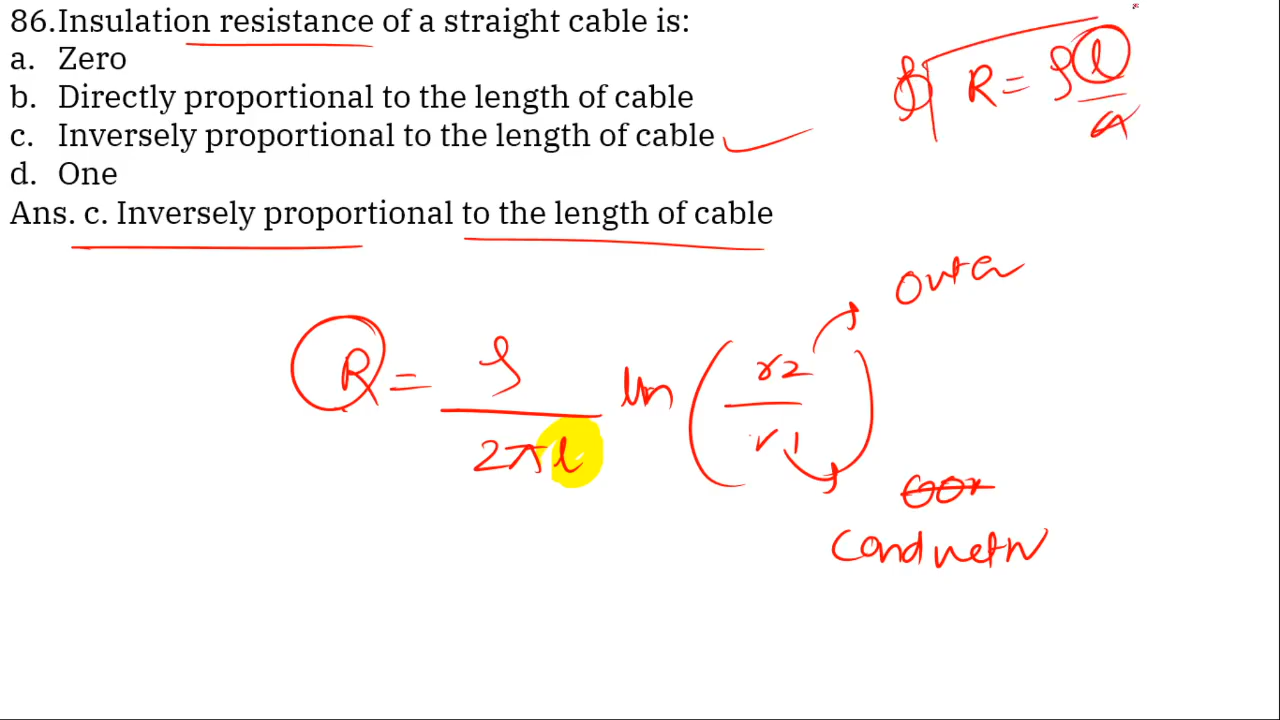 86.Insulation resistance of a straight cable is:
a. Zero
b. Directly proportional to the length of cable
c. Inversely proportional to the length of cable
d. One
Ans. c. Inversely proportional to the length of cable
R = ρ l / A
outer
R = ρ / 2πl ln ( r2 / r1 )
conductor